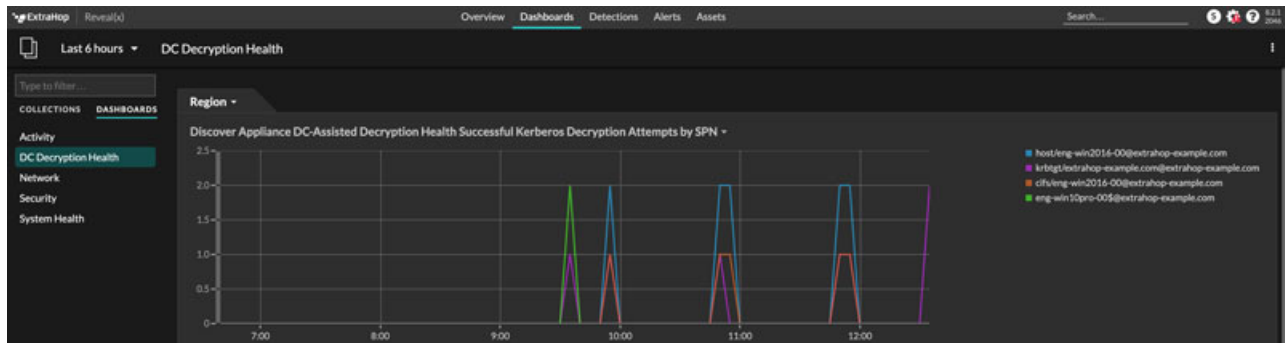 ExtraHop Reveal(x) Overview Dashboards Detections Alerts Assets Search... 8.2.1
2046
Last 6 hours DC Decryption Health
Type to filter...
COLLECTIONS DASHBOARDS
Activity
DC Decryption Health
Network
Security
System Health
Region
Discover Appliance DC-Assisted Decryption Health Successful Kerberos Decryption Attempts by SPN
2.5
2.0
1.5
1.0
0.5
0
7:00 8:00 9:00 10:00 11:00 12:00
host/eng-win2016-00@extrahop-example.com
krbtgt/extrahop-example.com@extrahop-example.com
cifs/eng-win2016-00@extrahop-example.com
eng-win10pro-00$@extrahop-example.com